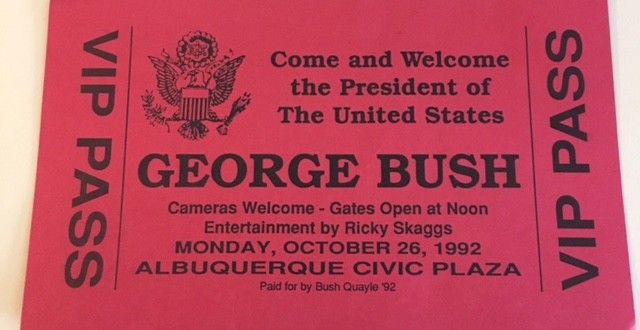 VIP PASS
Come and Welcome
the President of
The United States
GEORGE BUSH
Cameras Welcome - Gates Open at Noon
Entertainment by Ricky Skaggs
MONDAY, OCTOBER 26, 1992
ALBUQUERQUE CIVIC PLAZA
Paid for by Bush Quayle '92
VIP PASS